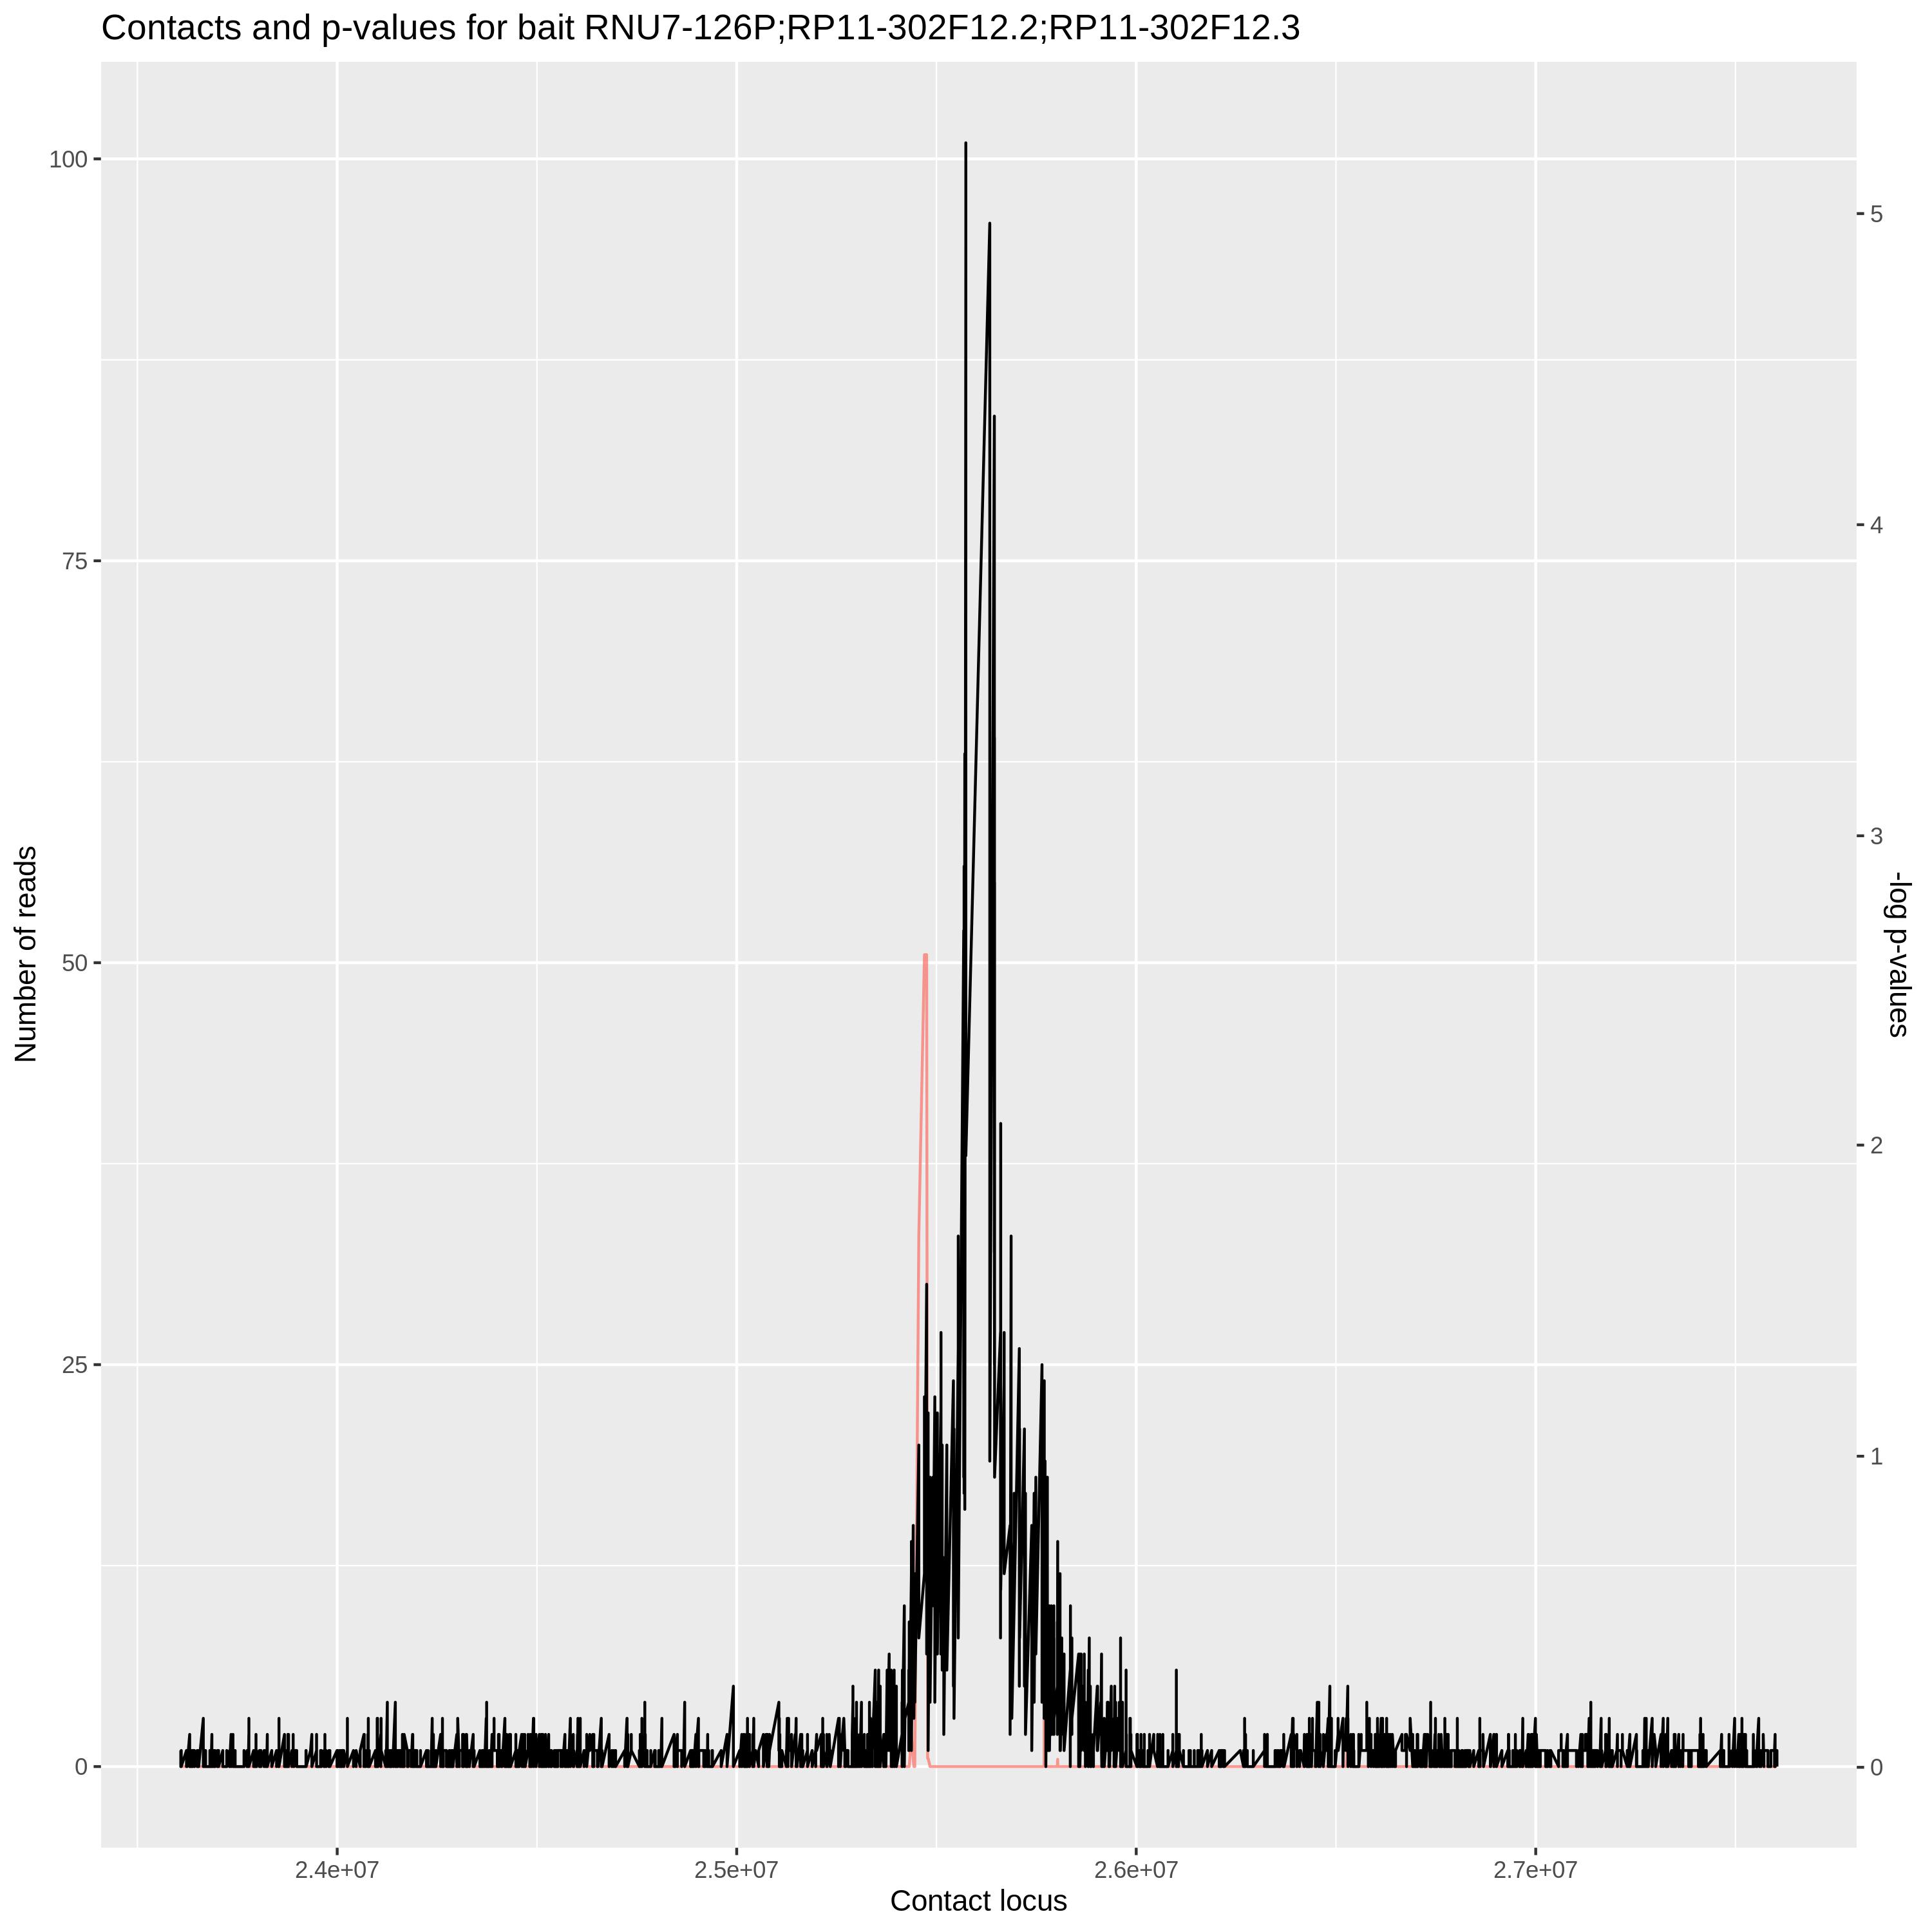 Contacts and p-values for bait RNU7-126P;RP11-302F12.2;RP11-302F12.3
100
75
50
25
0
Number of reads
5
4
3
2
1
0
-log p-values
2.4e+07
2.5e+07
2.6e+07
2.7e+07
Contact locus